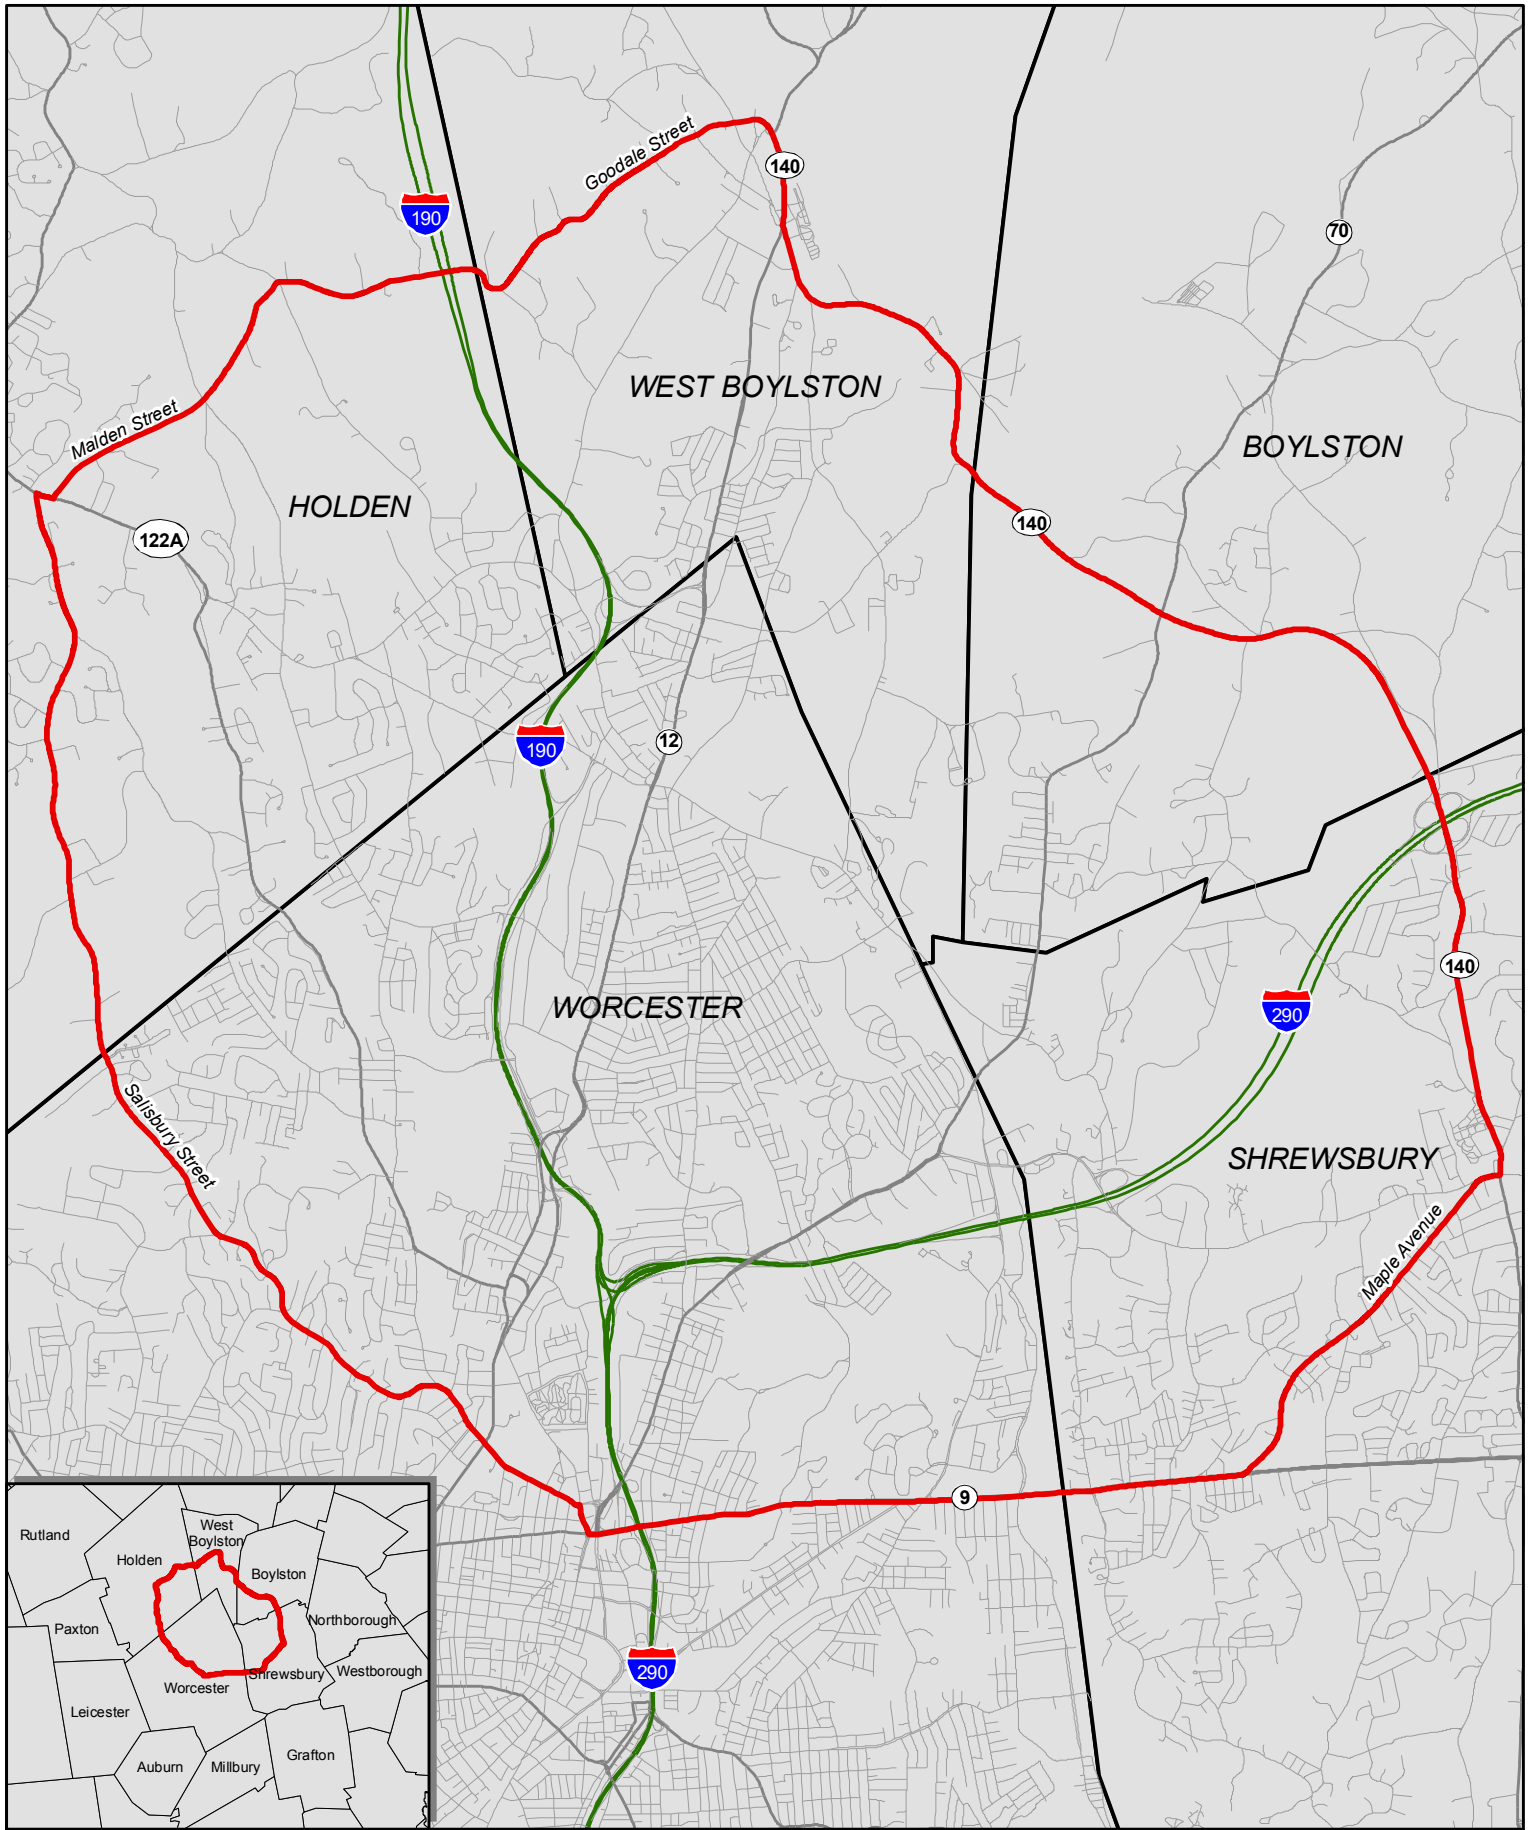 Goodale Street
140
190
70
WEST BOYLSTON
Malden Street
BOYLSTON
HOLDEN
122A
140
190
12
140
WORCESTER
290
Salisbury Street
SHREWSBURY
Maple Avenue
9
290
Rutland
West
Boylston
Holden
Boylston
Paxton
Northborough
Shrewsbury
Westborough
Worcester
Leicester
Auburn
Millbury
Grafton